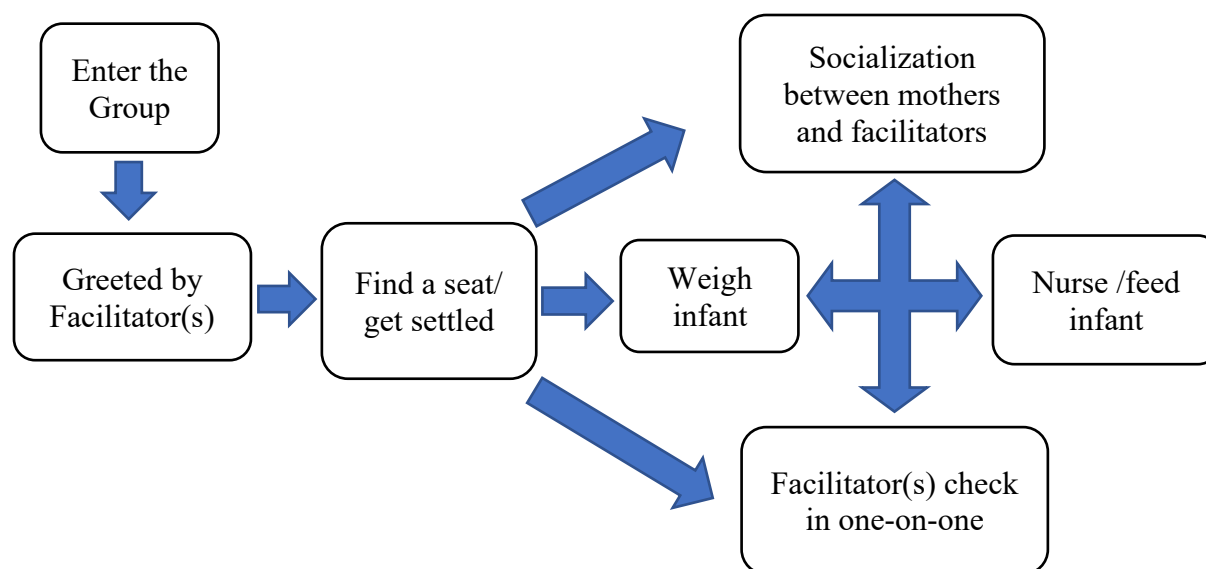 Enter the
Group
Greeted by
Facilitator(s)
Find a seat/
get settled
Socialization
between mothers
and facilitators
Weigh
infant
Nurse /feed
infant
Facilitator(s) check
in one-on-one